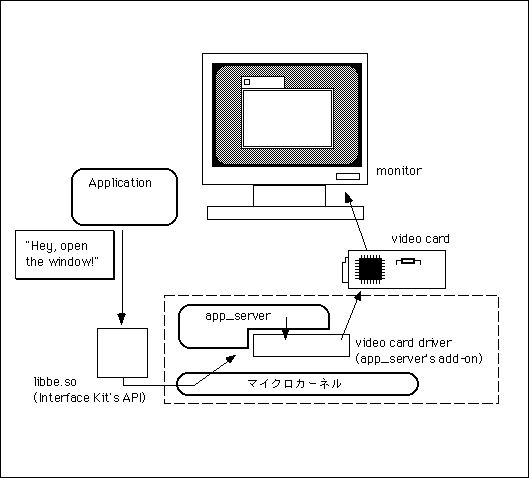 monitor
Application
"Hey, open
the window!"
video card
app_server
video card driver
(app_server's add-on)
libbe.so
(Interface Kit's API)
マイクロカーネル